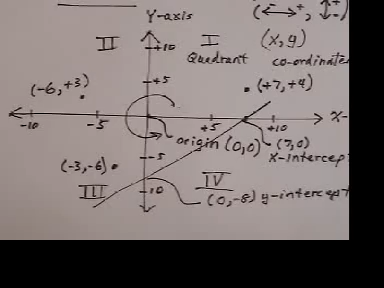 (←→+, ↕+-
Y-axis
II
+10
I
(x,y)
Quadrant
co-ordinates
(-6,+3)
+5
(+7,+4)
-10
-5
+5
+10
X-
origin (0,0)
(7,0)
X-Intercept
(-3,-6)
-5
III
10
IV
(0,-8) y-intercept